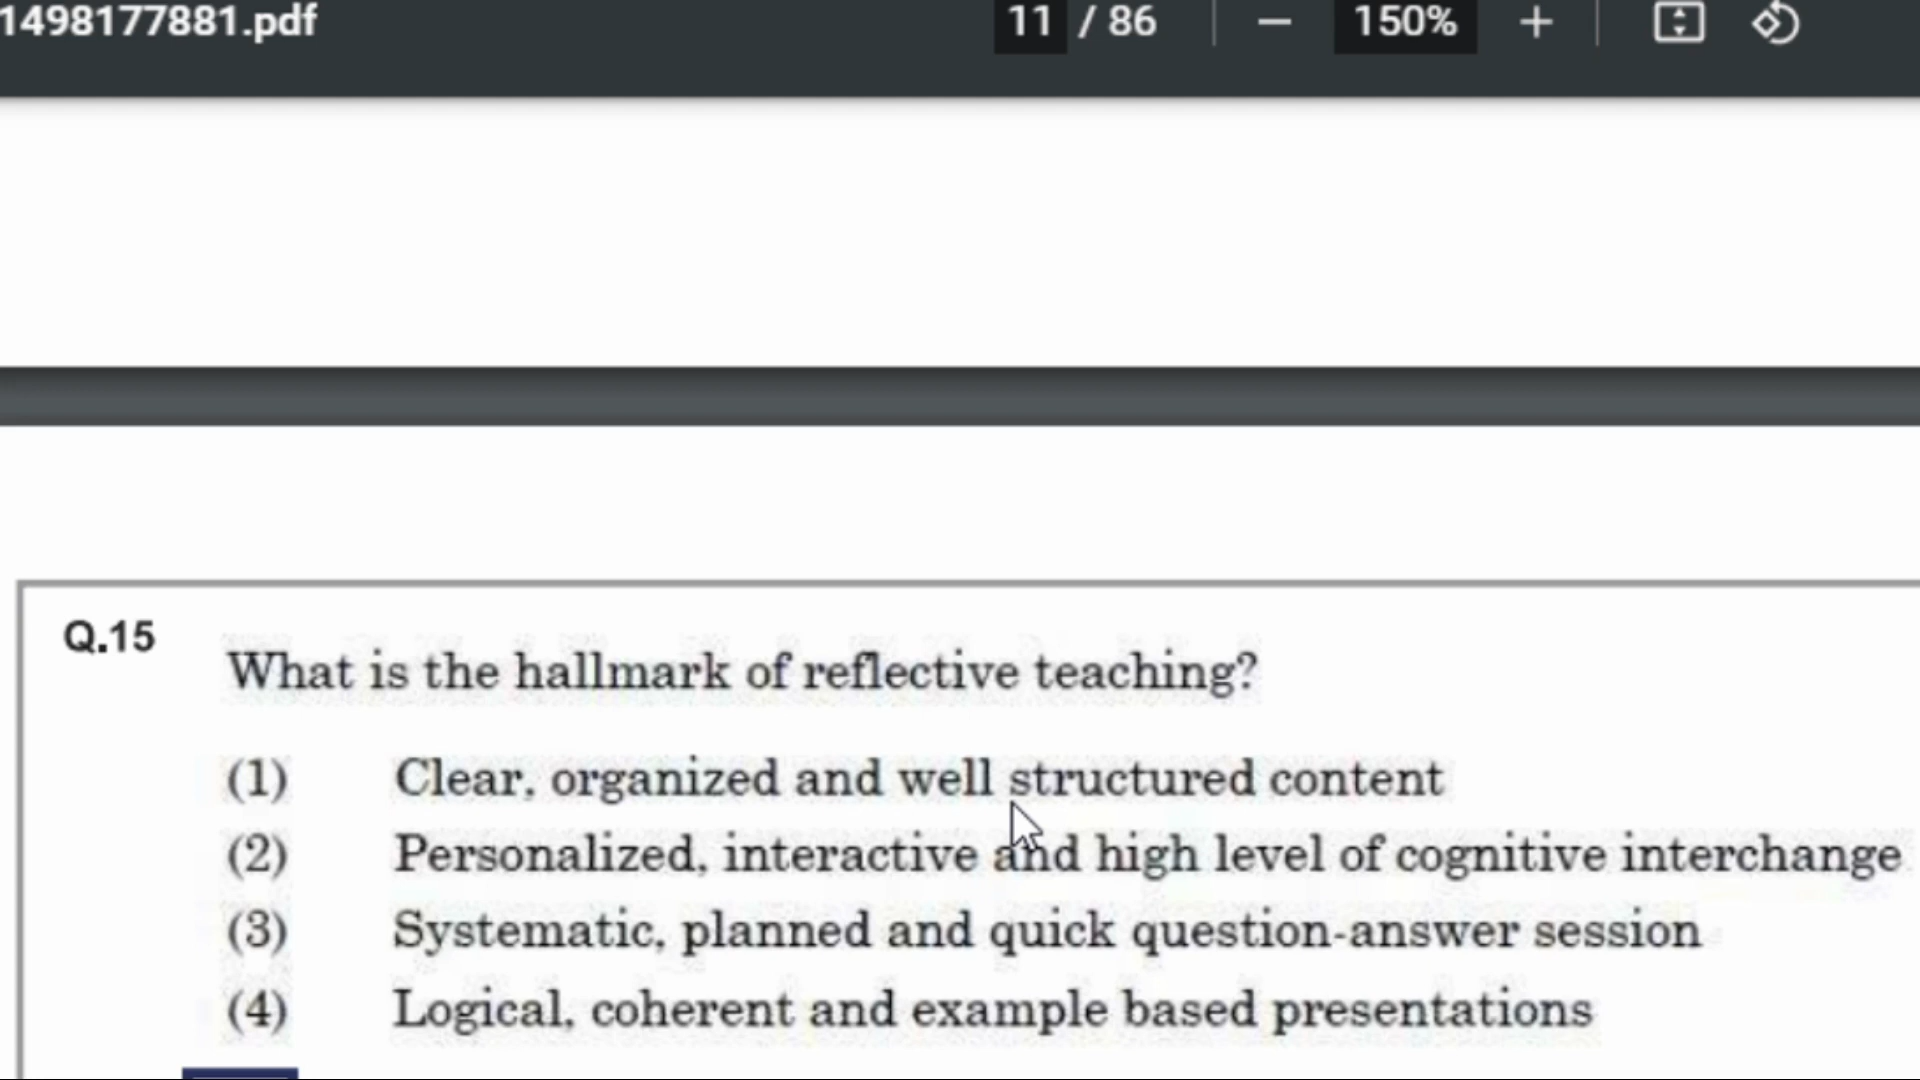 1498177881.pdf 11 / 86 150%
Q.15
What is the hallmark of reflective teaching?
(1) Clear, organized and well structured content
(2) Personalized, interactive and high level of cognitive interchange
(3) Systematic, planned and quick question-answer session
(4) Logical, coherent and example based presentations